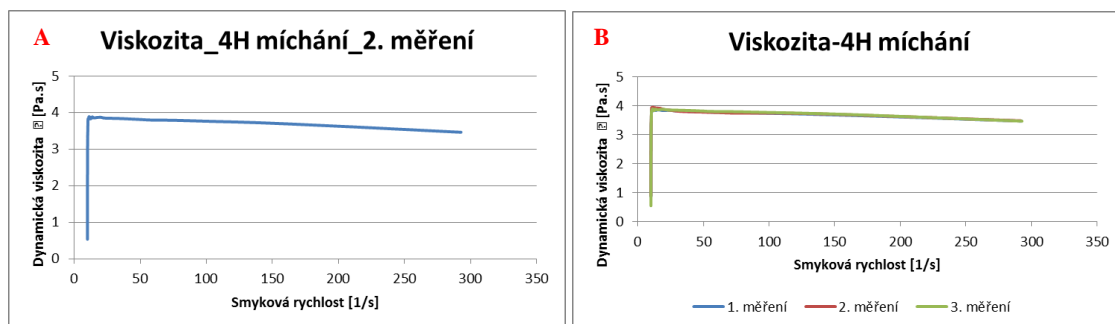 A
Viskozita_4H míchání_2. měření
Dynamická viskozita [Pa.s]
5
4
3
2
1
0
0 50 100 150 200 250 300 350
Smyková rychlost [1/s]
B
Viskozita-4H míchání
Dynamická viskozita [Pa.s]
5
4
3
2
1
0
0 50 100 150 200 250 300 350
Smyková rychlost [1/s]
1. měření 2. měření 3. měření